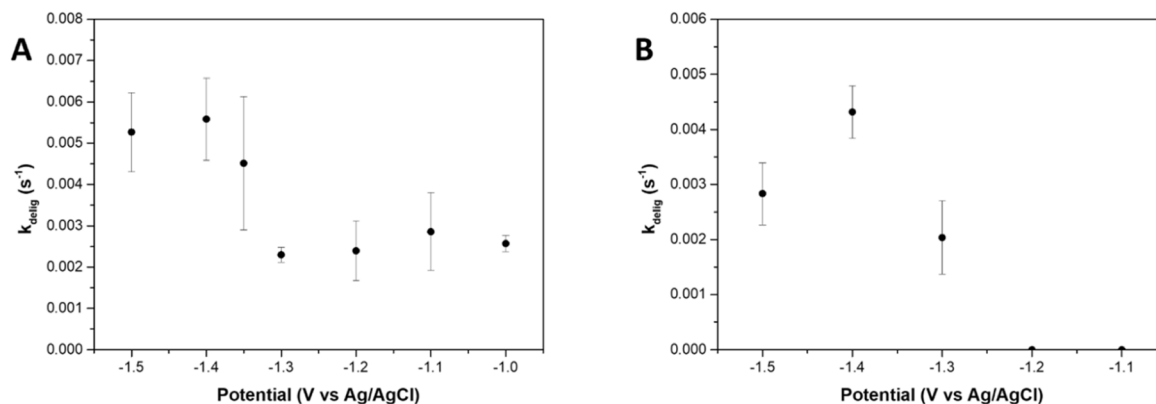 A
0.008
0.007
0.006
0.005
0.004
0.003
0.002
0.001
0.000
k_delig (s⁻¹)
-1.5 -1.4 -1.3 -1.2 -1.1 -1.0
Potential (V vs Ag/AgCl)
B
0.006
0.005
0.004
0.003
0.002
0.001
0.000
k_delig (s⁻¹)
-1.5 -1.4 -1.3 -1.2 -1.1
Potential (V vs Ag/AgCl)